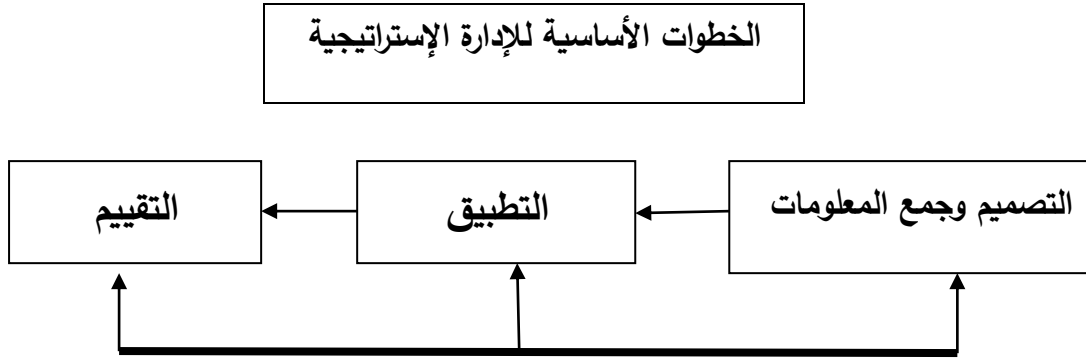 الخطوات الأساسية للإدارة الإستراتيجية
التصميم وجمع المعلومات
التطبيق
التقييم